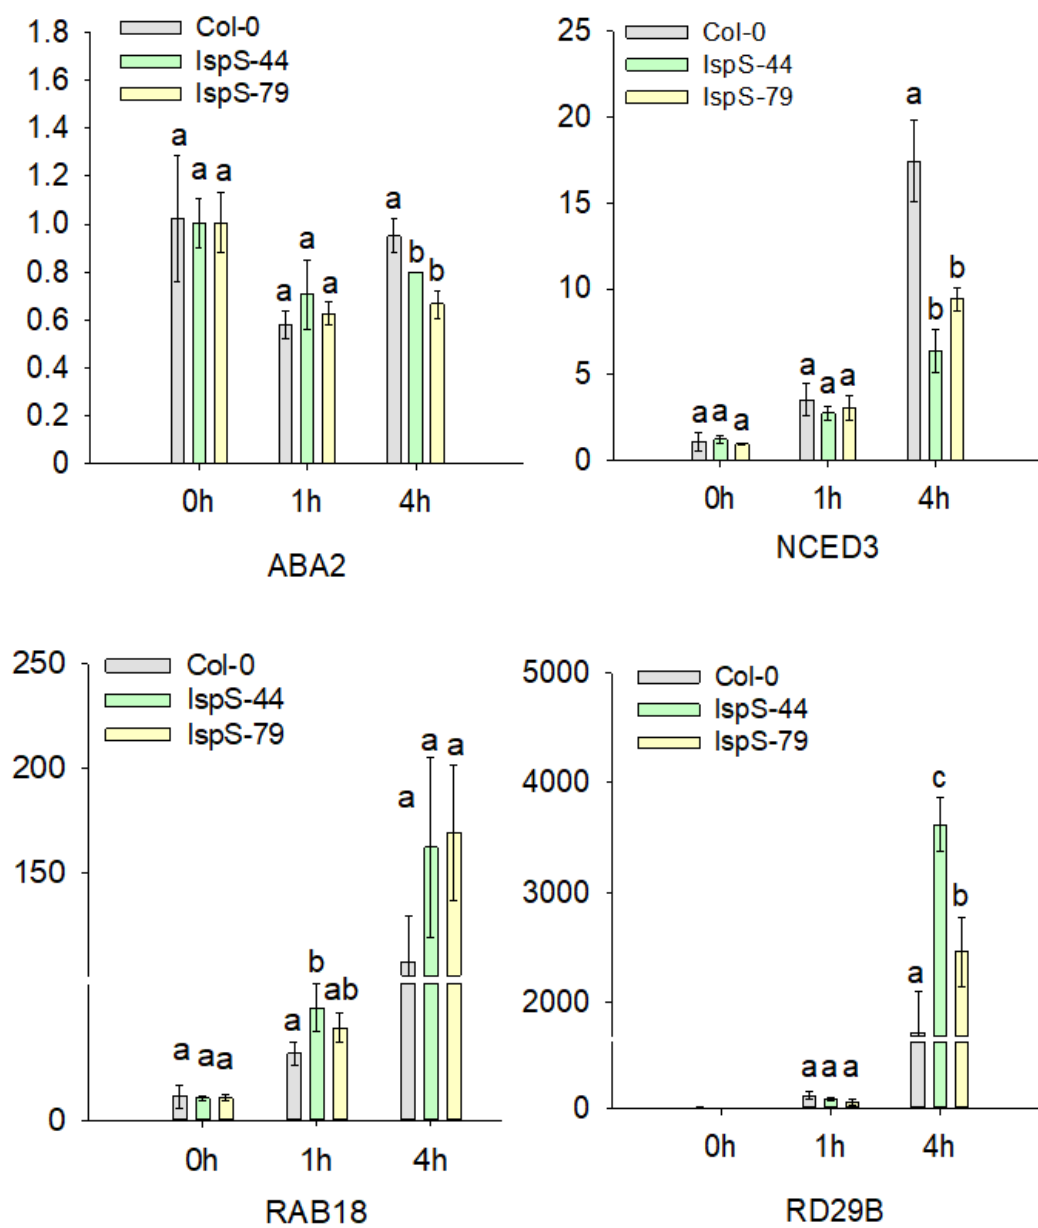 1.8
1.6
1.4
1.2
1.0
0.8
0.6
0.4
0.2
0
Col-0
IspS-44
IspS-79
a a a
a a a
a b b
0h 1h 4h
ABA2
25
20
15
10
5
0
Col-0
IspS-44
IspS-79
a a a
a a a
a b b
0h 1h 4h
NCED3
250
200
150
0
Col-0
IspS-44
IspS-79
a a a
a b ab
a a a
0h 1h 4h
RAB18
5000
4000
3000
2000
0
Col-0
IspS-44
IspS-79
a a a
a c b
0h 1h 4h
RD29B